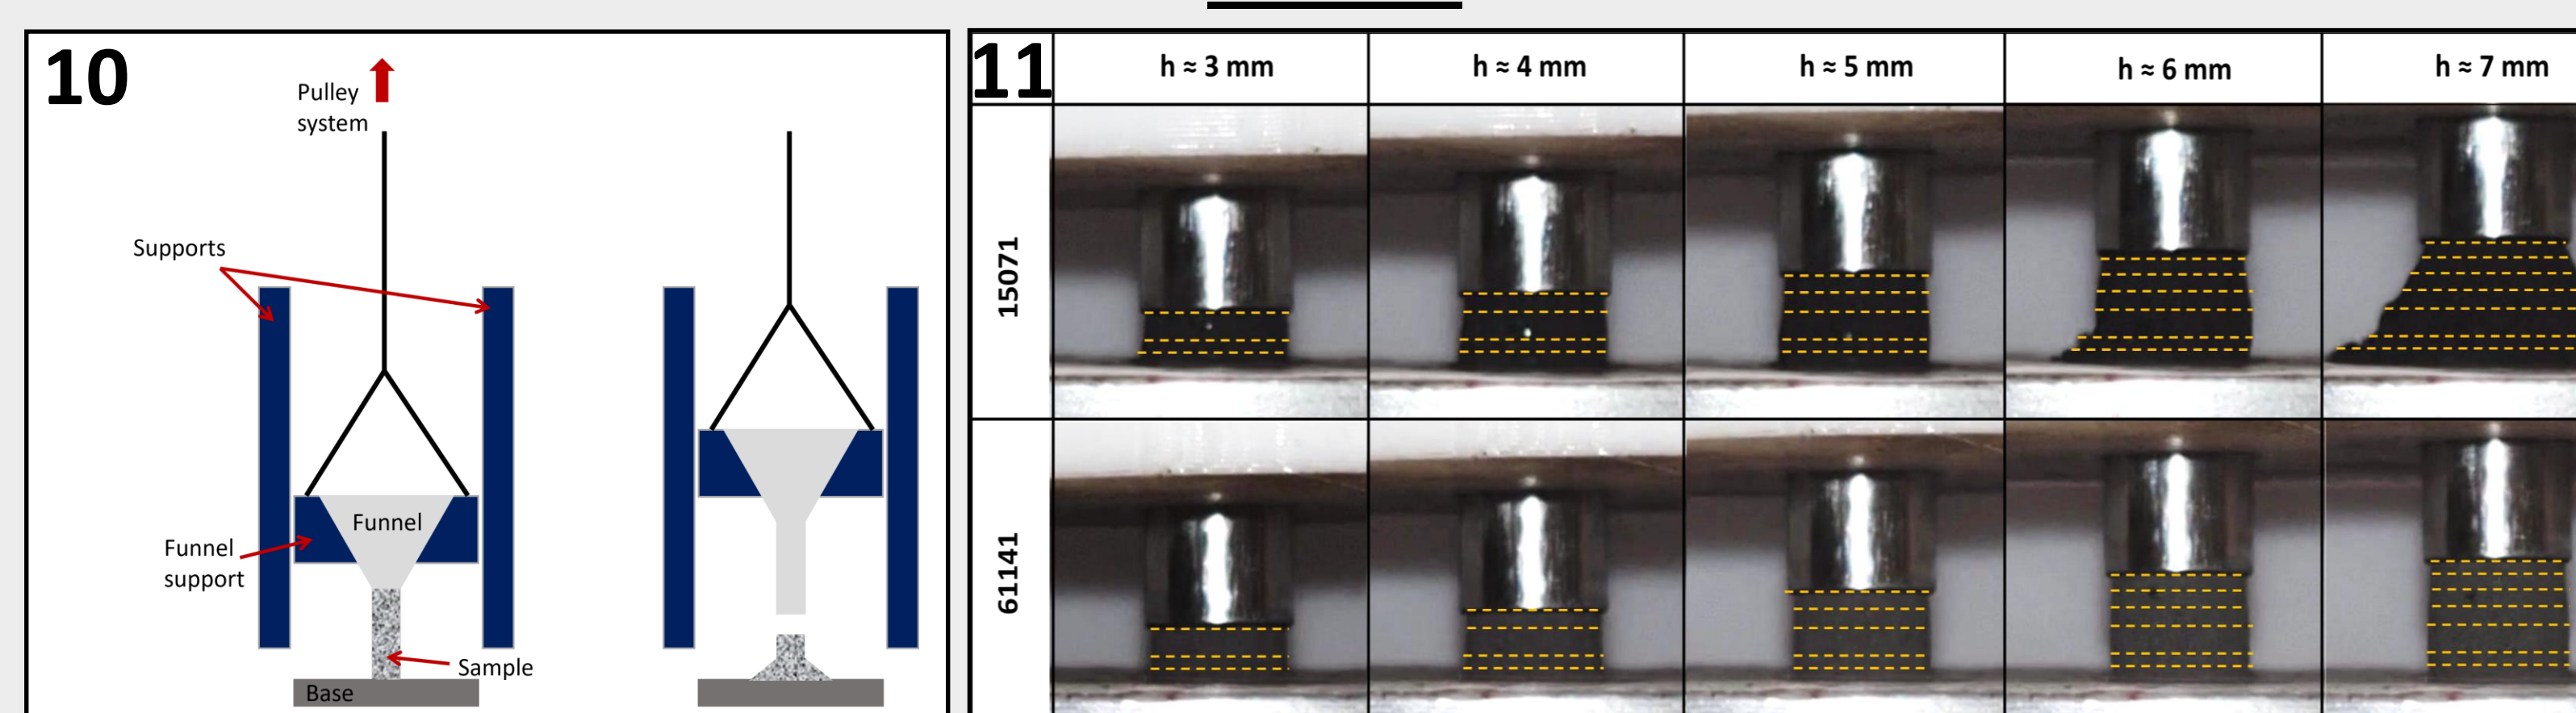 10
Pulley
system
Supports
Funnel
Funnel
support
Sample
Base
11
h ≈ 3 mm
h ≈ 4 mm
h ≈ 5 mm
h ≈ 6 mm
h ≈ 7 mm
15071
61141